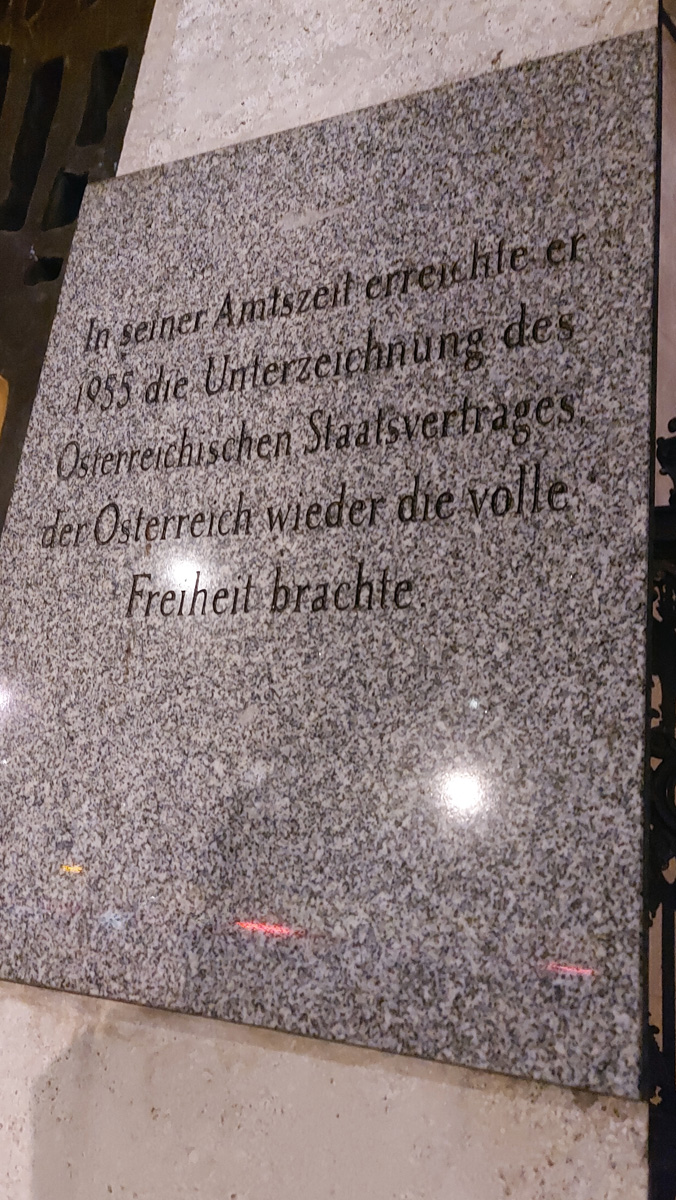 In seiner Amtszeit erreichte er
1955 die Unterzeichnung des
Österreichischen Staatsvertrages,
der Österreich wieder die volle
Freiheit brachte.